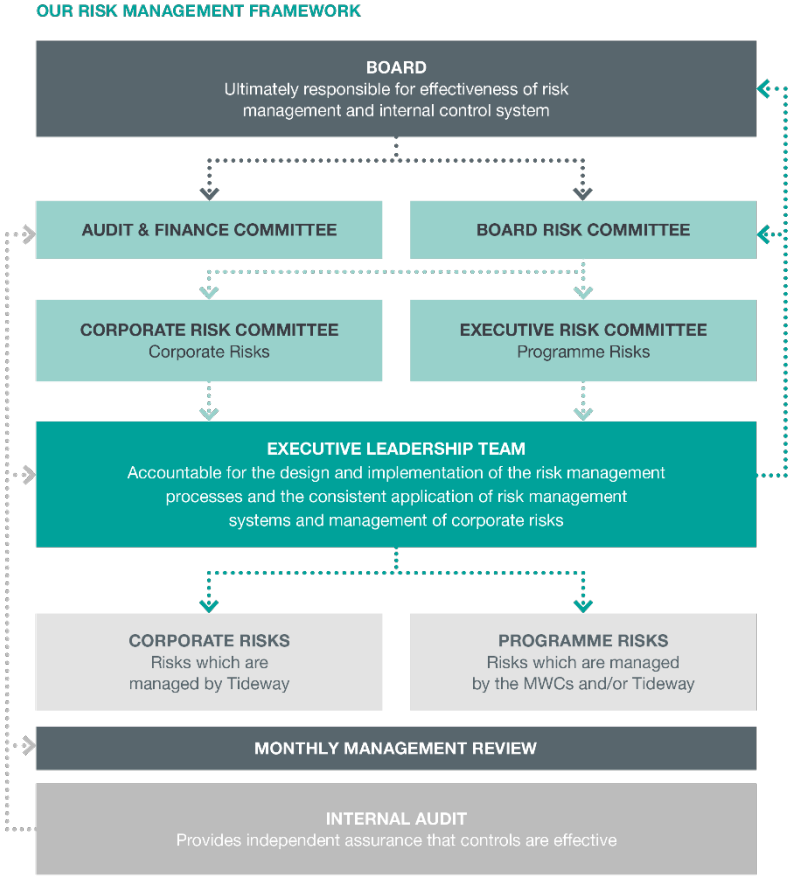 OUR RISK MANAGEMENT FRAMEWORK
BOARD
Ultimately responsible for effectiveness of risk
management and internal control system
AUDIT & FINANCE COMMITTEE
BOARD RISK COMMITTEE
CORPORATE RISK COMMITTEE
Corporate Risks
EXECUTIVE RISK COMMITTEE
Programme Risks
EXECUTIVE LEADERSHIP TEAM
Accountable for the design and implementation of the risk management
processes and the consistent application of risk management
systems and management of corporate risks
CORPORATE RISKS
Risks which are
managed by Tideway
PROGRAMME RISKS
Risks which are managed
by the MWCs and/or Tideway
MONTHLY MANAGEMENT REVIEW
INTERNAL AUDIT
Provides independent assurance that controls are effective